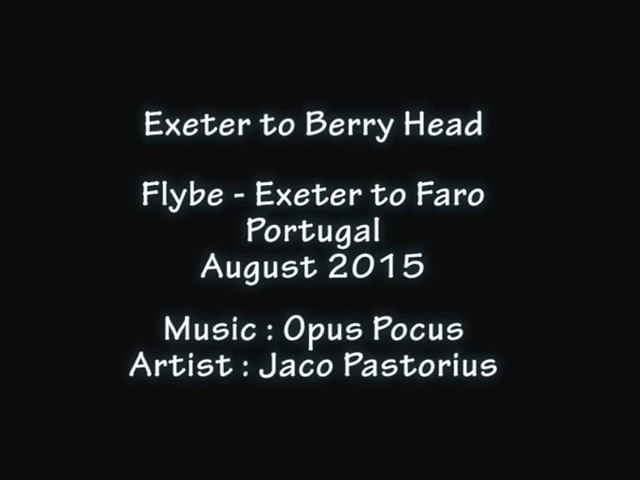 Exeter to Berry Head
Flybe - Exeter to Faro
Portugal
August 2015
Music : Opus Pocus
Artist : Jaco Pastorius